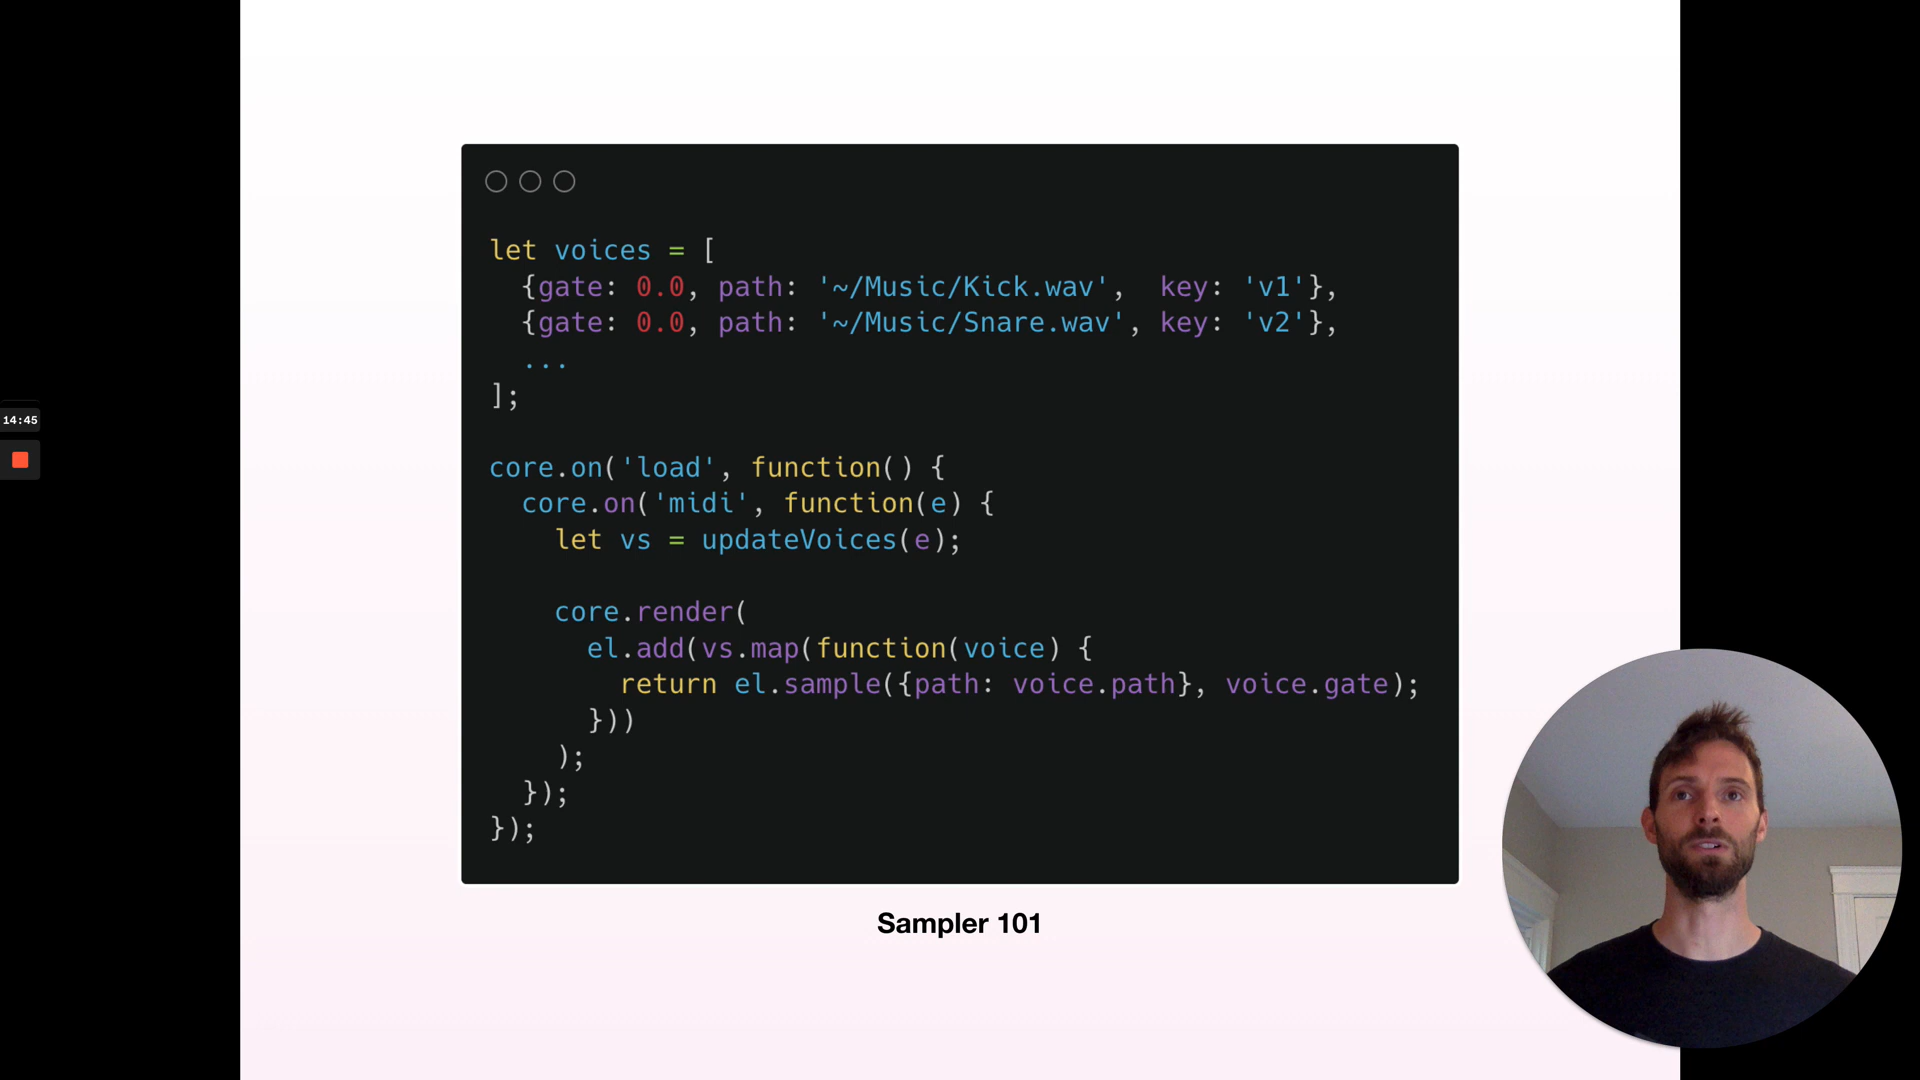 let voices = [
{gate: 0.0, path: '~/Music/Kick.wav', key: 'v1'},
{gate: 0.0, path: '~/Music/Snare.wav', key: 'v2'},
...
];
core.on('load', function() {
core.on('midi', function(e) {
let vs = updateVoices(e);
core.render(
el.add(vs.map(function(voice) {
return el.sample({path: voice.path}, voice.gate);
}))
);
});
});
Sampler 101
14:45